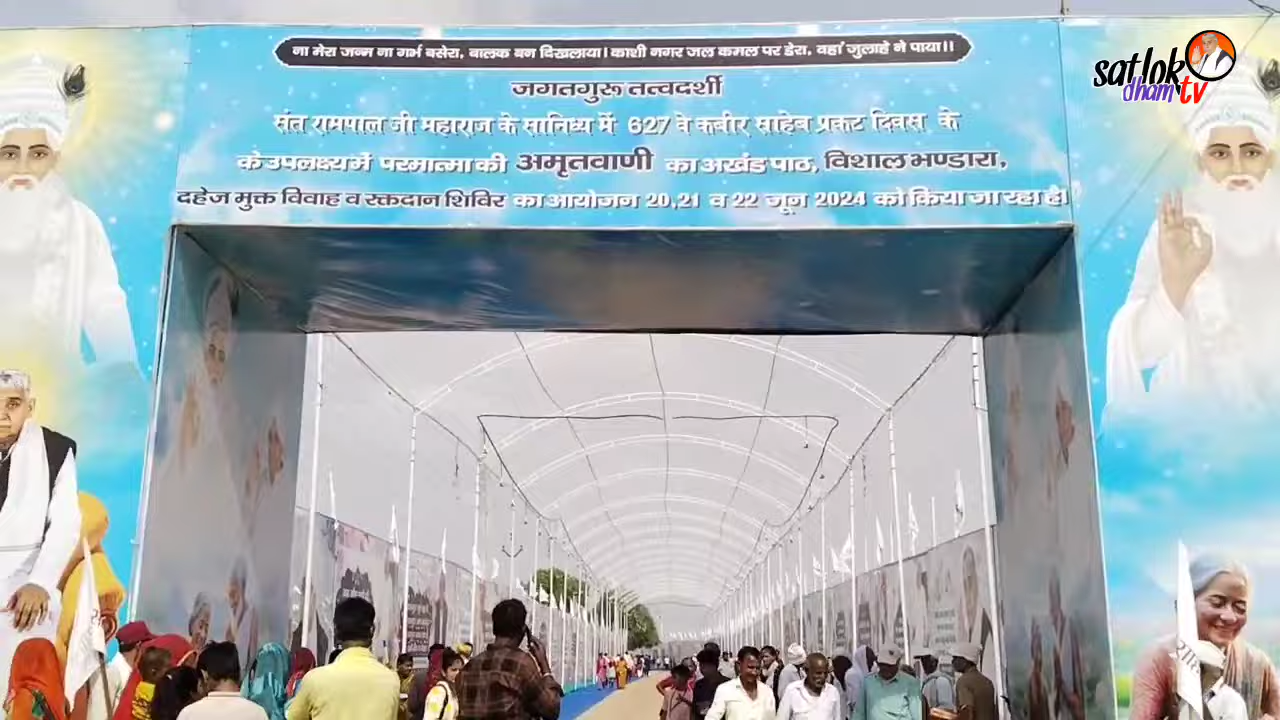 ना मेरा जन्म ना गर्भ बसेरा, बालक बन दिखलाया। काशी नगर जल कमल पर डेरा, वहाँ जुलाहे ने पाया।।
जगतगुरू तत्वदर्शी
संत रामपाल जी महाराज के सानिध्य में 627 वे कबीर साहेब प्रकट दिवस के
के उपलक्ष्य में परमात्मा की अमृतवाणी का अखंड पाठ, विशाल भण्डारा,
दहेज मुक्त विवाह व रक्तदान शिविर का आयोजन 20,21 व 22 जून 2024 को किया जा रहा है।
satlok
dham tv